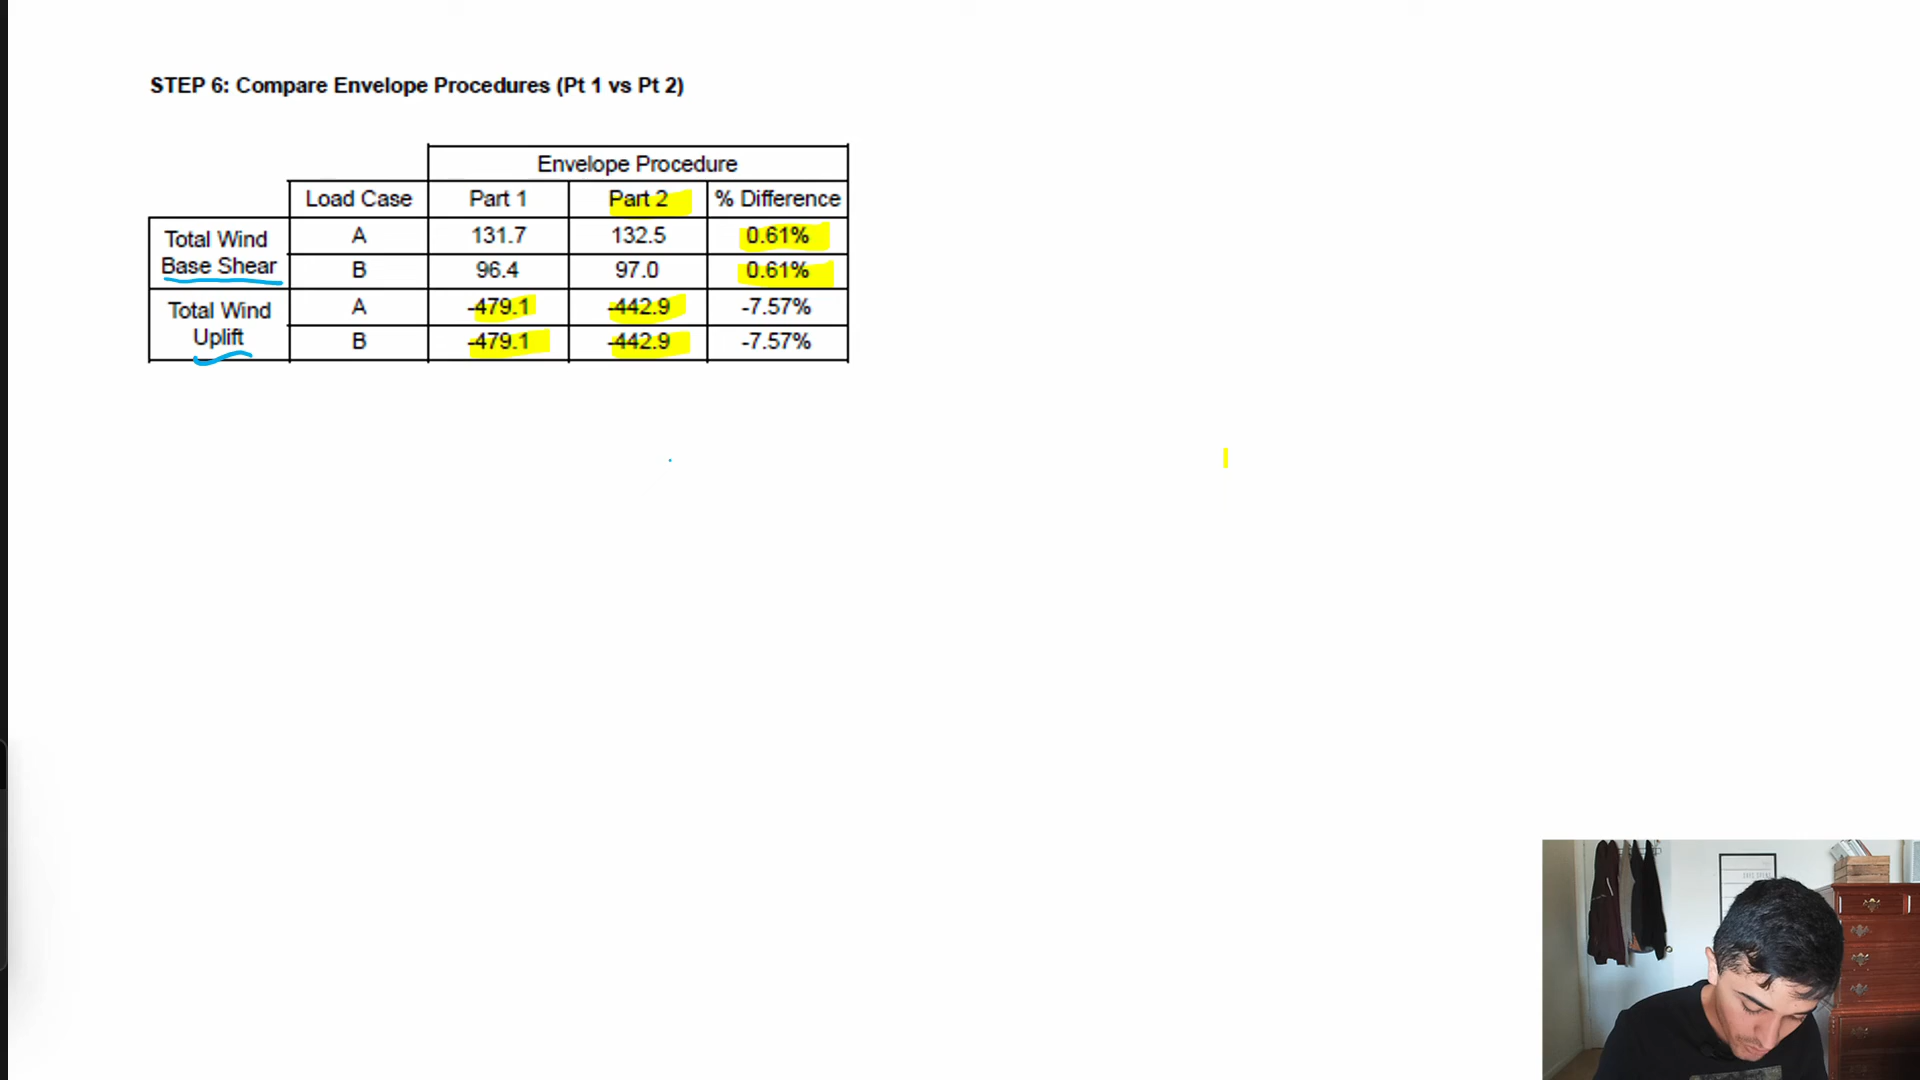 STEP 6: Compare Envelope Procedures (Pt 1 vs Pt 2)
Envelope Procedure
Load Case Part 1 Part 2 % Difference
Total Wind Base Shear A 131.7 132.5 0.61%
B 96.4 97.0 0.61%
Total Wind Uplift A -479.1 -442.9 -7.57%
B -479.1 -442.9 -7.57%